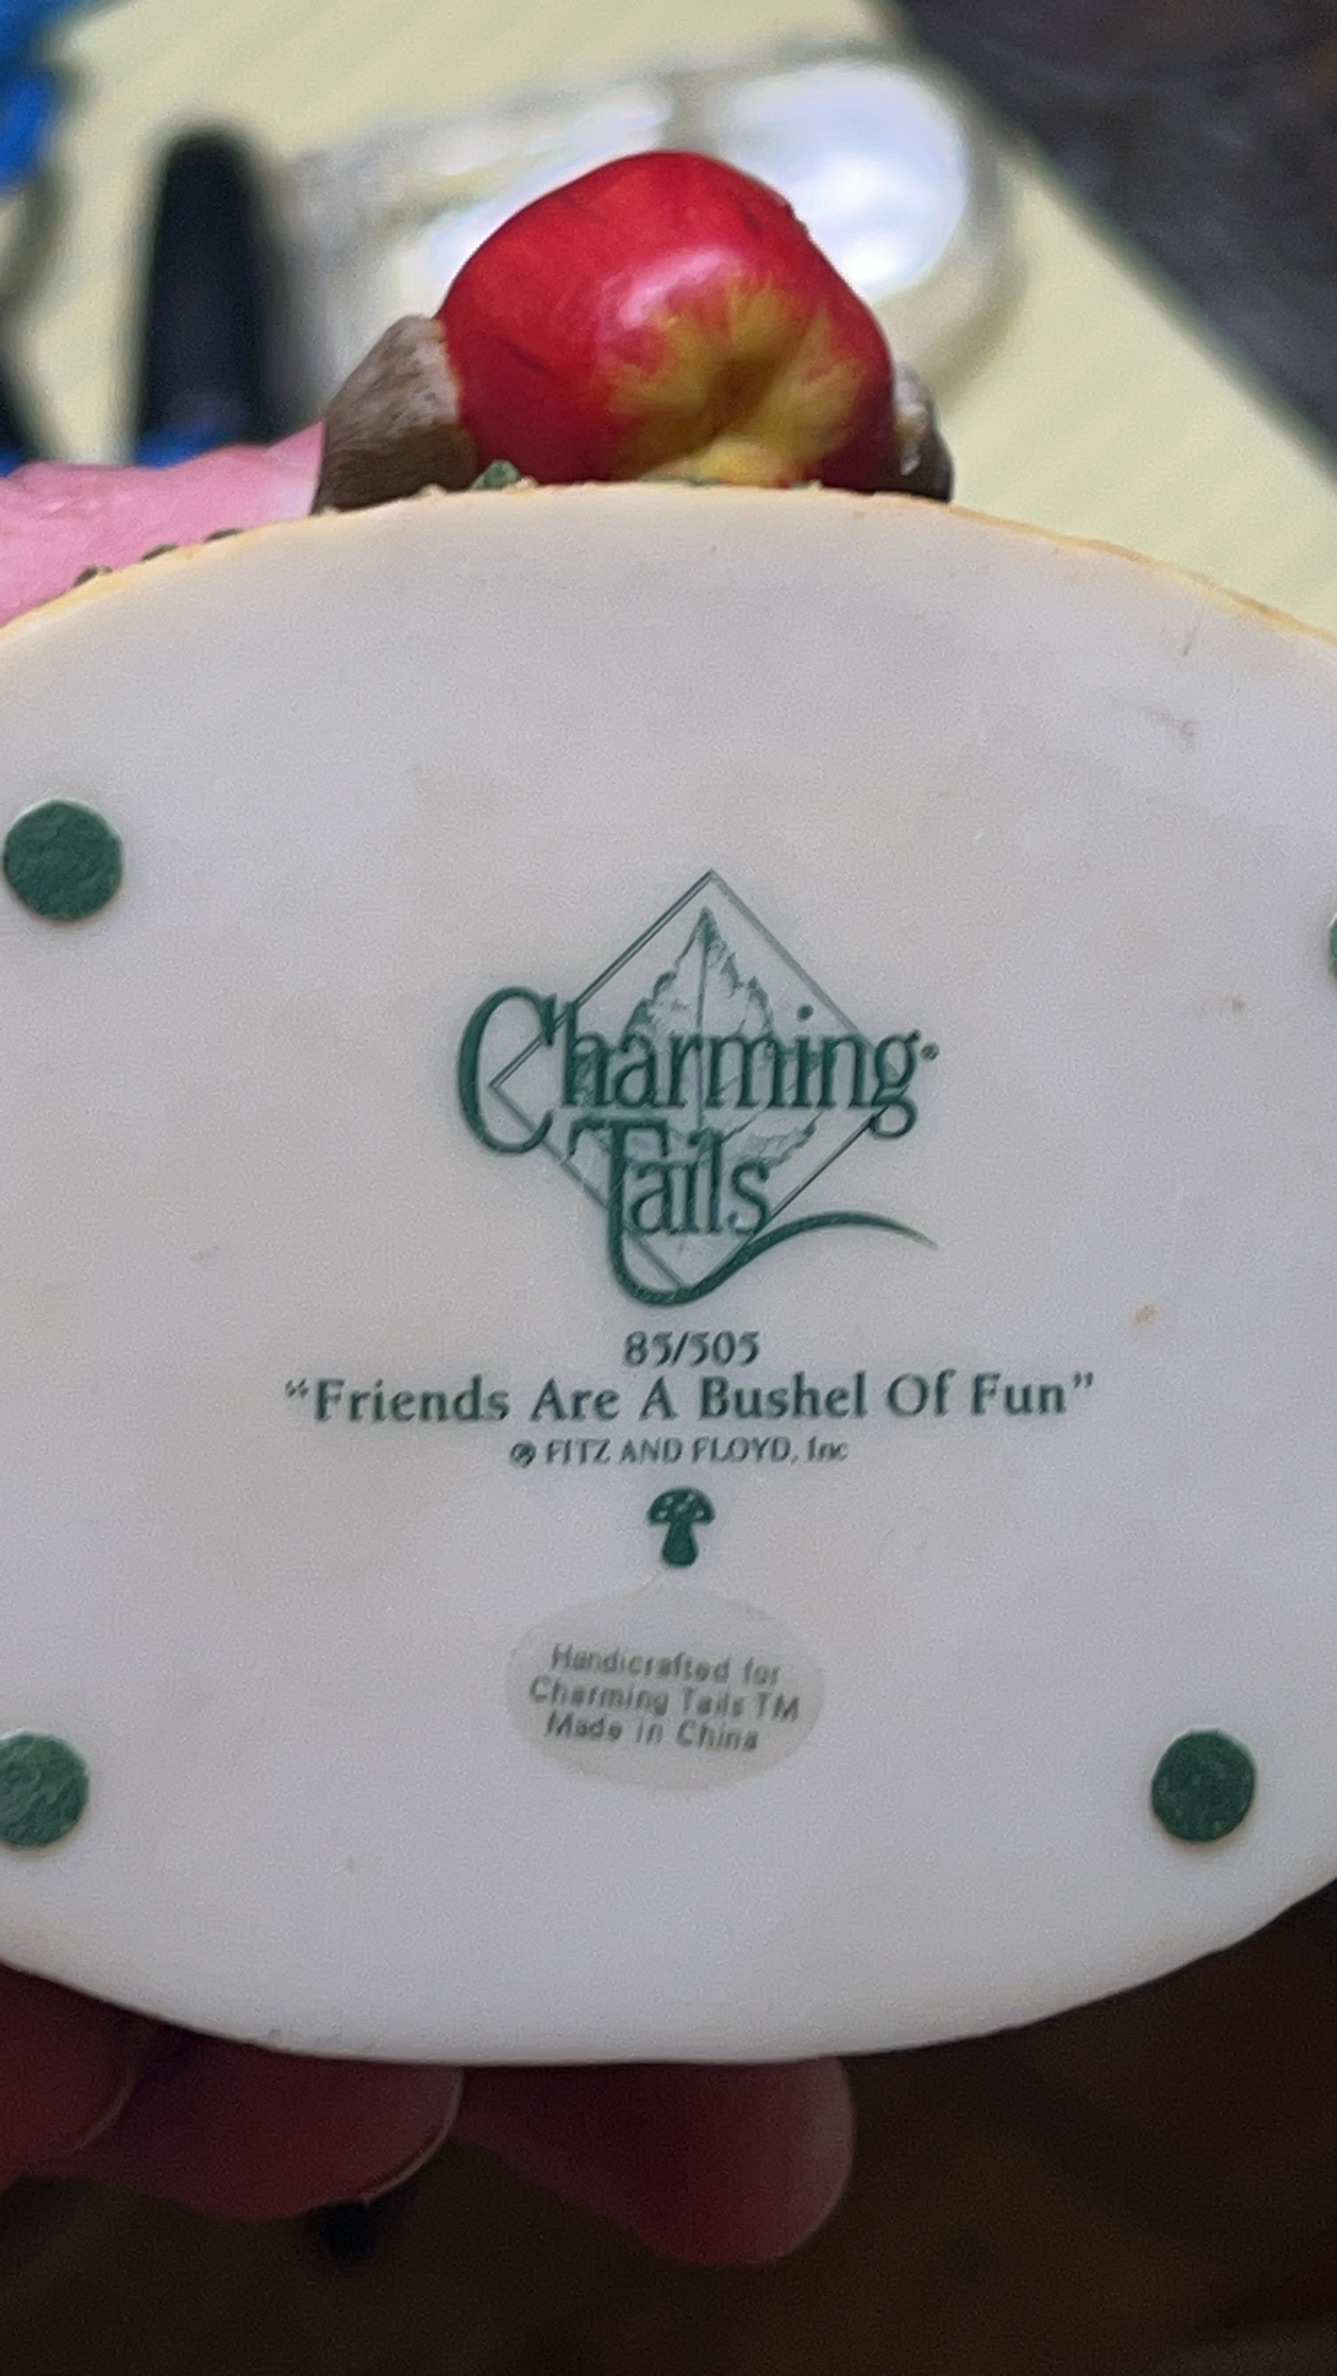 Charming®
Tails
85/505
"Friends Are A Bushel Of Fun"
® FITZ AND FLOYD, Inc
Handicrafted for
Charming Tails TM
Made in China